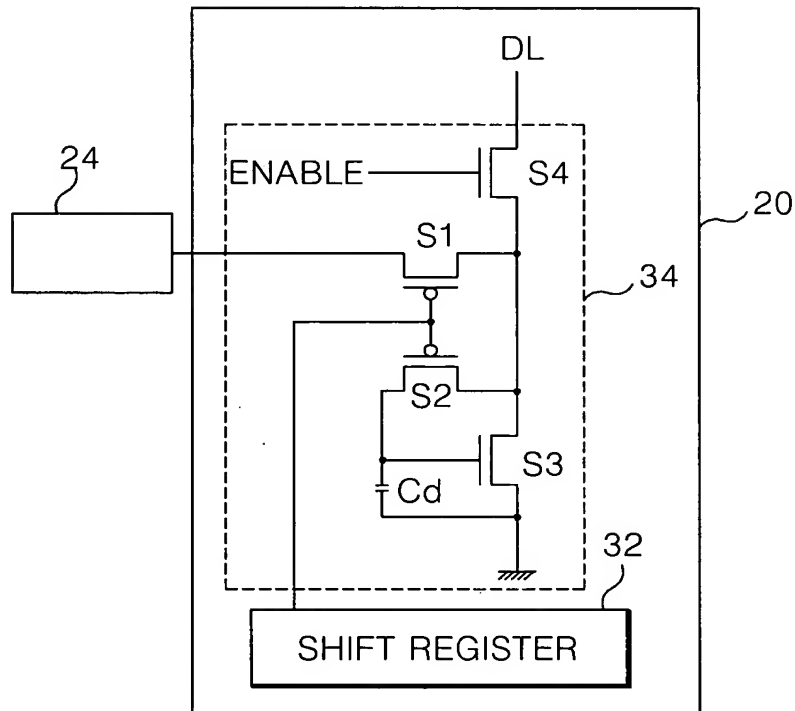 DL
24
ENABLE
S4
20
S1
34
S2
S3
Cd
32
SHIFT REGISTER